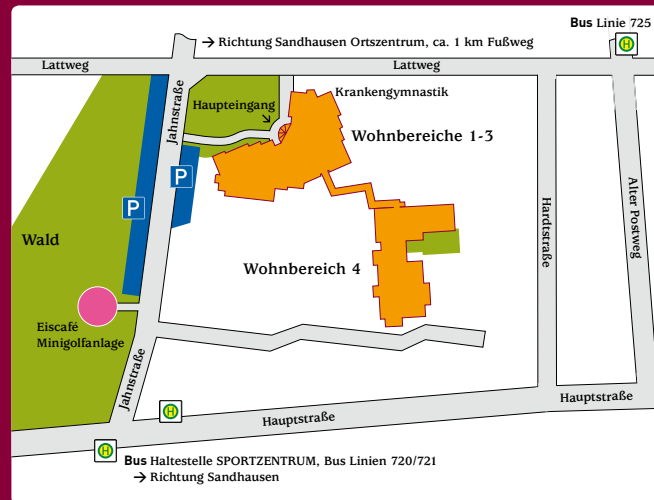 Bus Linie 725
H
→ Richtung Sandhausen Ortszentrum, ca. 1 km Fußweg
Lattweg
Lattweg
Jahnstraße
Krankengymnastik
Haupteingang
Wohnbereiche 1-3
P
P
Hardtstraße
Alter Postweg
Wald
Wohnbereich 4
Eiscafé
Minigolfanlage
Jahnstraße
Hauptstraße
H
Hauptstraße
H
Bus Haltestelle SPORTZENTRUM, Bus Linien 720/721
→ Richtung Sandhausen